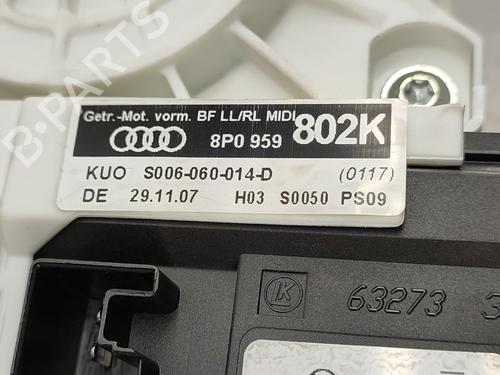 B-PARTS
Getr.-Mot. vorm. BF LL/RL MIDI
8P0 959 802K
KUO S006-060-014-D (0117)
DE 29.11.07 H03 S0050 PS09
LK 63273